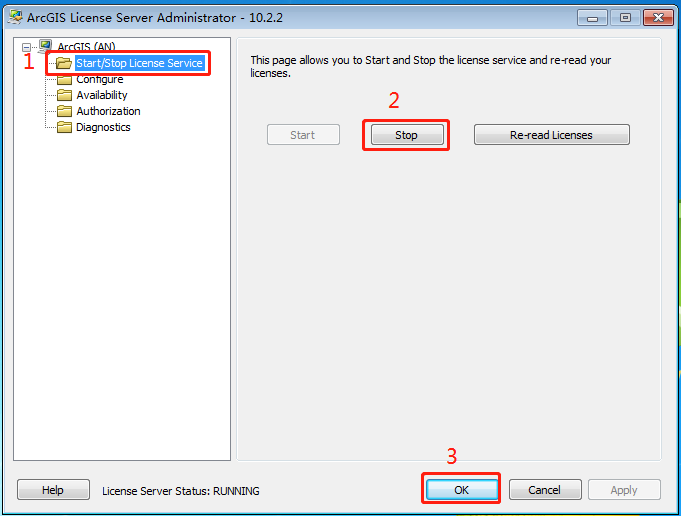 ArcGIS License Server Administrator - 10.2.2
ArcGIS (AN)
1
Start/Stop License Service
Configure
Availability
Authorization
Diagnostics
This page allows you to Start and Stop the license service and re-read your
licenses.
2
Start
Stop
Re-read Licenses
3
Help
License Server Status: RUNNING
OK
Cancel
Apply